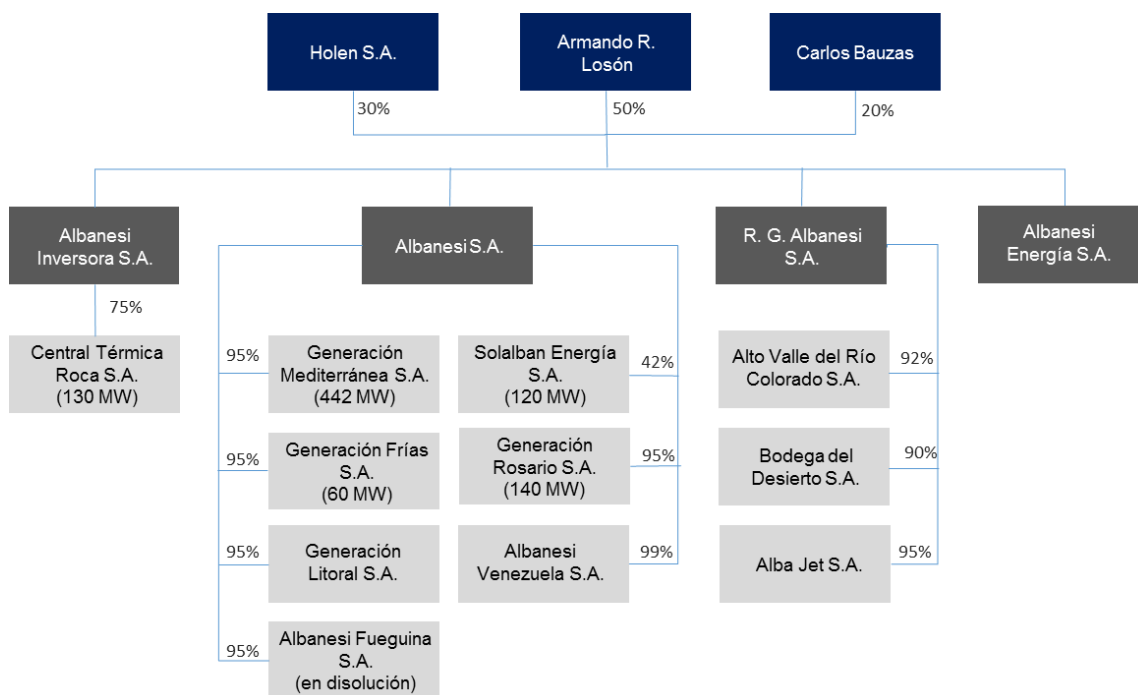 Holen S.A.
Armando R.
Losón
Carlos Bauzas
30%
50%
20%
Albanesi
Inversora S.A.
Albanesi S.A.
R. G. Albanesi
S.A.
Albanesi
Energía S.A.
75%
Central Térmica
Roca S.A.
(130 MW)
95%
Generación
Mediterránea S.A.
(442 MW)
Solalban Energía
S.A.
(120 MW)
42%
Alto Valle del Río
Colorado S.A.
92%
95%
Generación Frías
S.A.
(60 MW)
Generación
Rosario S.A.
(140 MW)
95%
Bodega del
Desierto S.A.
90%
95%
Generación
Litoral S.A.
Albanesi
Venezuela S.A.
99%
Alba Jet S.A.
95%
95%
Albanesi Fueguina
S.A.
(en disolución)